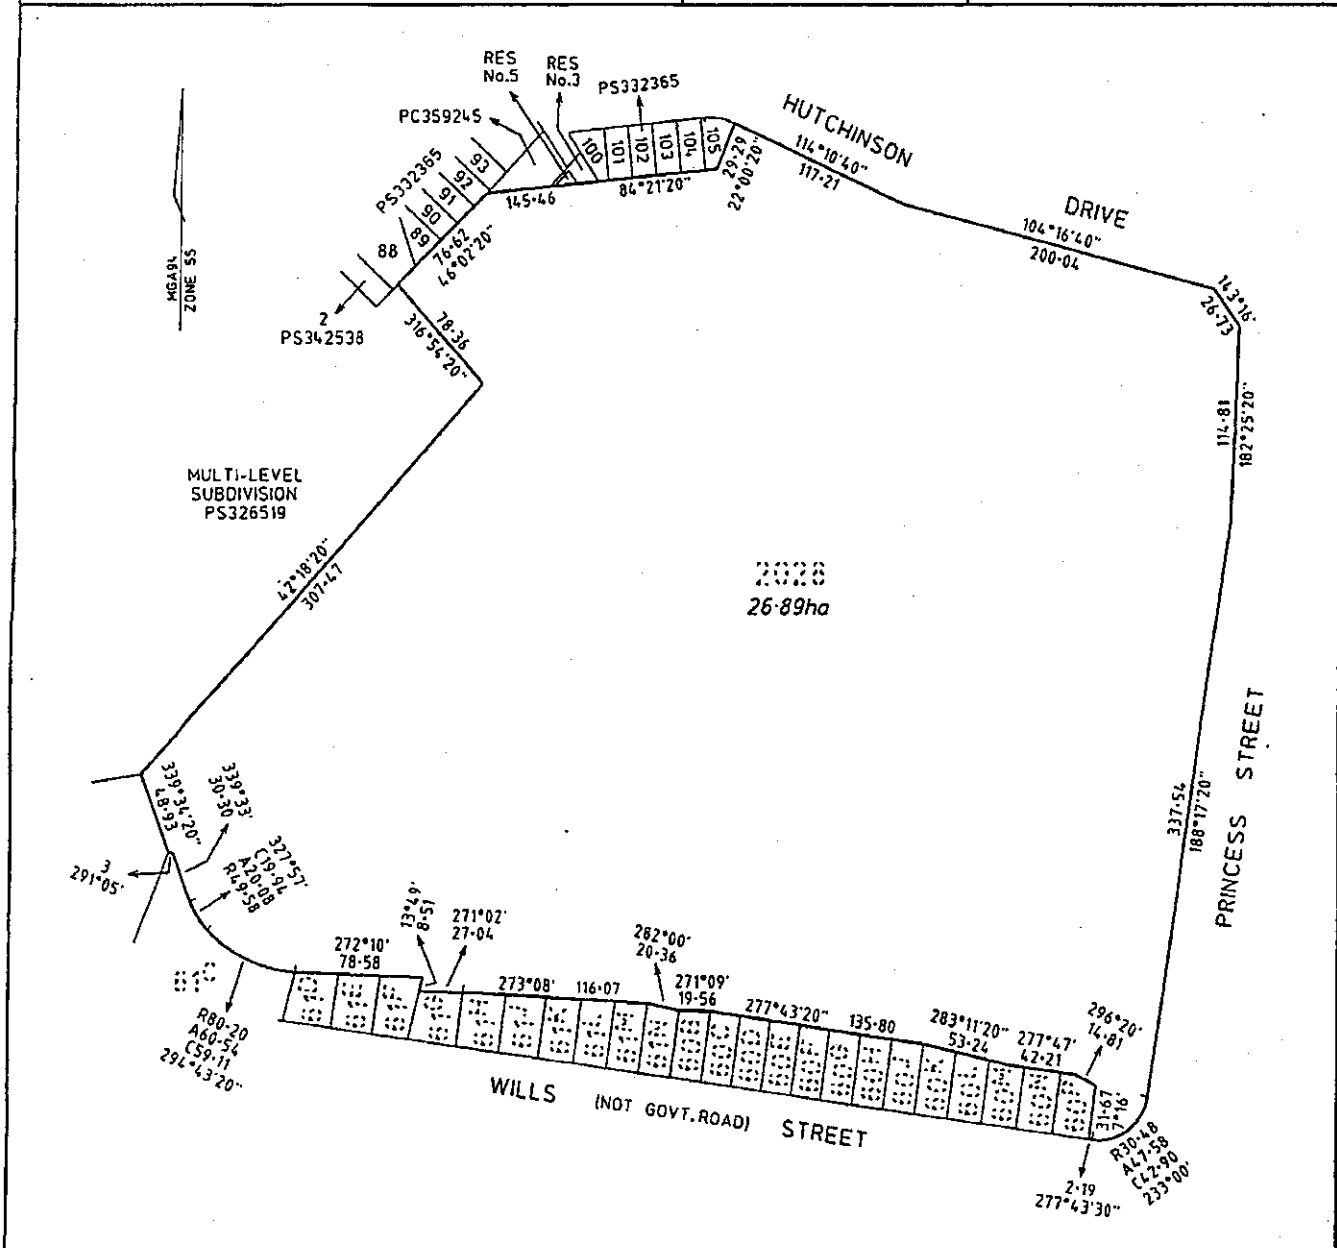 RES
No.5
RES
No.3
PS332365
PC359245
HUTCHINSON
DRIVE
114°10'40"
117·21
104°16'40"
200·04
143°16'
26·73
100
101
102
103
104
105
29·29
22°00'20"
145·46
84°21'20"
PS332365
93
92
91
90
89
88
76·62
46°02'20"
2
PS342538
78·36
316°54'20"
MGA94
ZONE 55
114·81
182°25'20"
MULTI-LEVEL
SUBDIVISION
PS326519
42°18'20"
307·47
2028
26·89ha
337·54
188°17'20"
PRINCESS STREET
339°34'20"
48·93
339°33'
30·30
3
291°05'
327°57'
C19·94
A20·08
R49·58
R80·20
A60·54
C59·11
294°43'20"
272°10'
78·58
13°49'
8·51
271°02'
27·04
273°08' 116·07
282°00'
20·36
271°09'
19·56
277°43'20" 135·80
283°11'20"
53·24
277°47'
42·21
296°20'
14·81
31·67
7°16'
R30·48
A47·58
C42·90
233°00'
2·19
277°43'30"
WILLS (NOT GOVT.ROAD) STREET